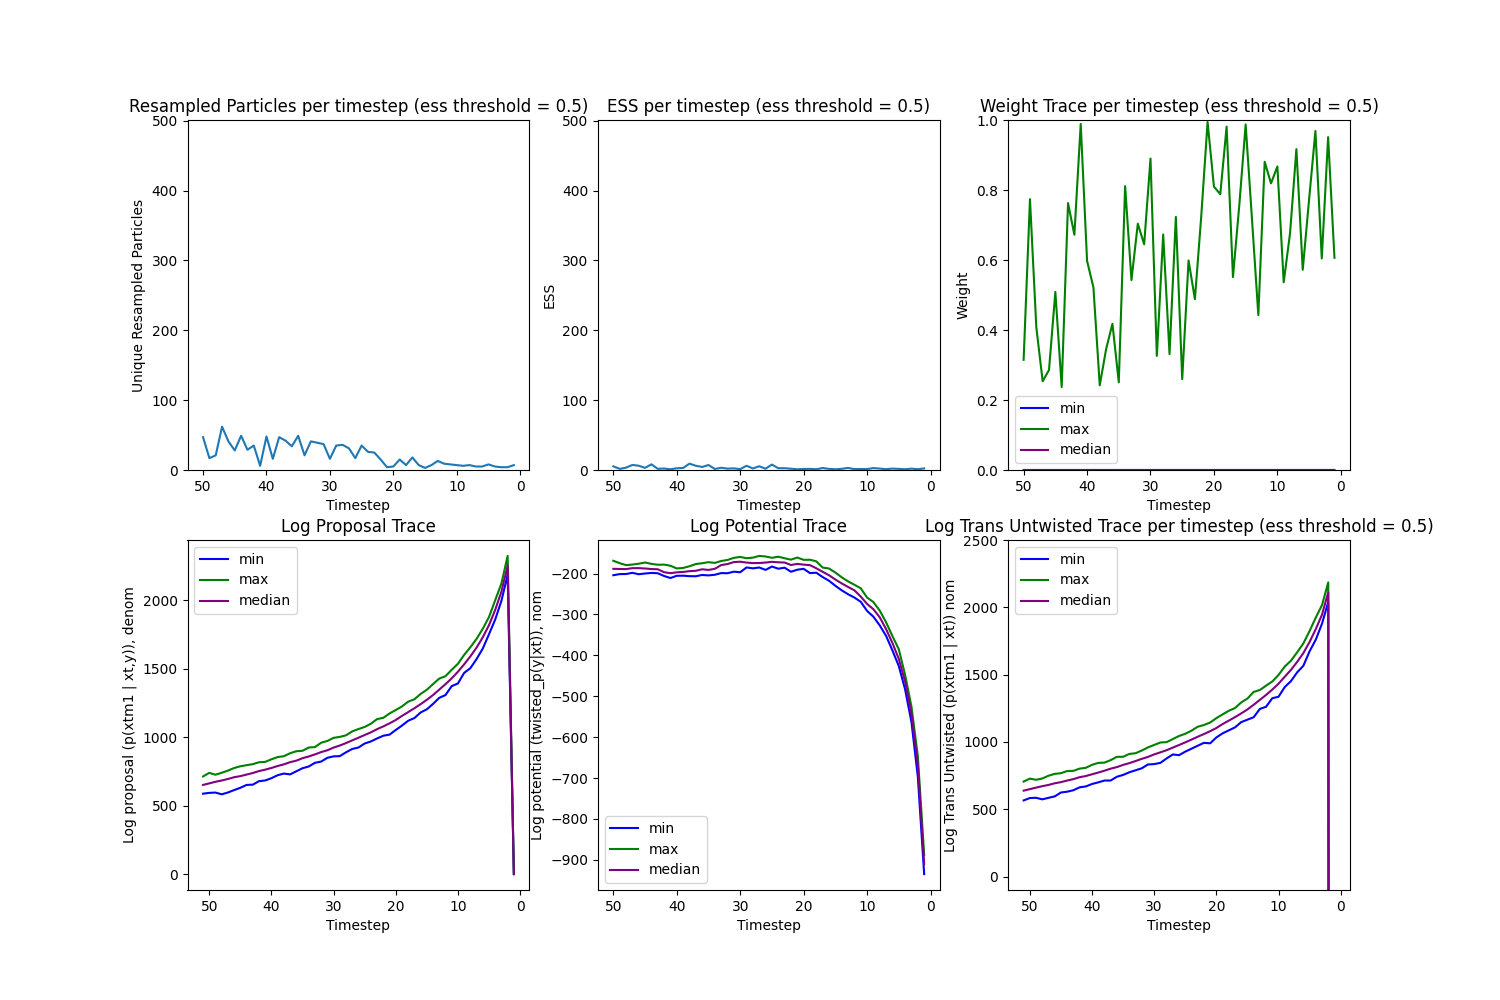 Resampled Particles per timestep (ess threshold = 0.5)
Unique Resampled Particles
500
400
300
200
100
0
50 40 30 20 10 0
Timestep
ESS per timestep (ess threshold = 0.5)
ESS
500
400
300
200
100
0
50 40 30 20 10 0
Timestep
Weight Trace per timestep (ess threshold = 0.5)
Weight
1.0
0.8
0.6
0.4
0.2
0.0
min
max
median
50 40 30 20 10 0
Timestep
Log Proposal Trace
Log proposal (p(xtm1 | xt,y)), denom
2000
1500
1000
500
0
min
max
median
50 40 30 20 10 0
Timestep
Log Potential Trace
Log potential (twisted_p(y|xt)), nom
−200
−300
−400
−500
−600
−700
−800
−900
min
max
median
50 40 30 20 10 0
Timestep
Log Trans Untwisted Trace per timestep (ess threshold = 0.5)
Log Trans Untwisted (p(xtm1 | xt)) nom
2500
2000
1500
1000
500
0
min
max
median
50 40 30 20 10 0
Timestep